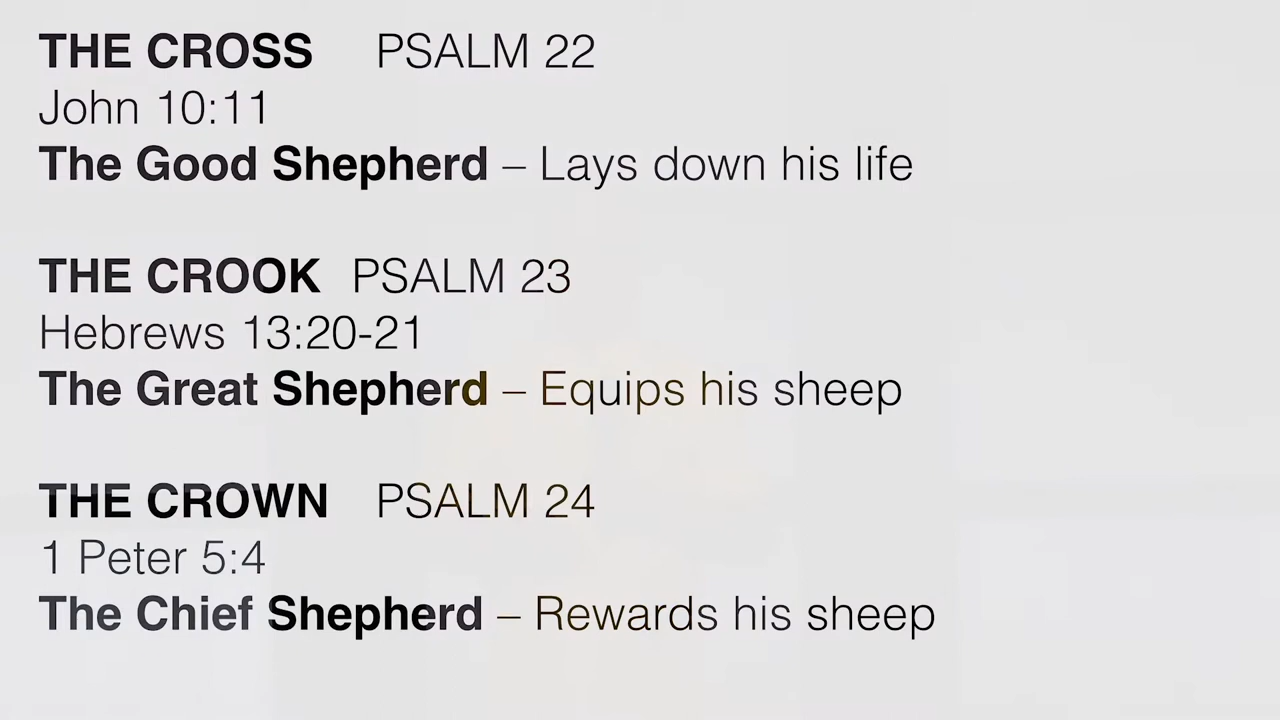 THE CROSS PSALM 22
John 10:11
The Good Shepherd – Lays down his life
THE CROOK PSALM 23
Hebrews 13:20-21
The Great Shepherd – Equips his sheep
THE CROWN PSALM 24
1 Peter 5:4
The Chief Shepherd – Rewards his sheep